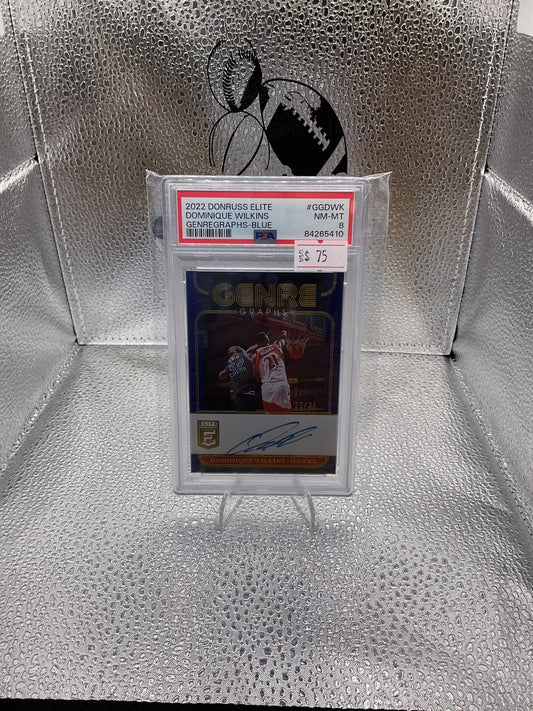 2022 DONRUSS ELITE #GGDWK
DOMINIQUE WILKINS NM-MT
GENREGRAPHS-BLUE 8
PSA 84265410
$ 75
GENRE
GRAPHS
21
ELITE
E
DOMINIQUE WILKINS - HAWKS